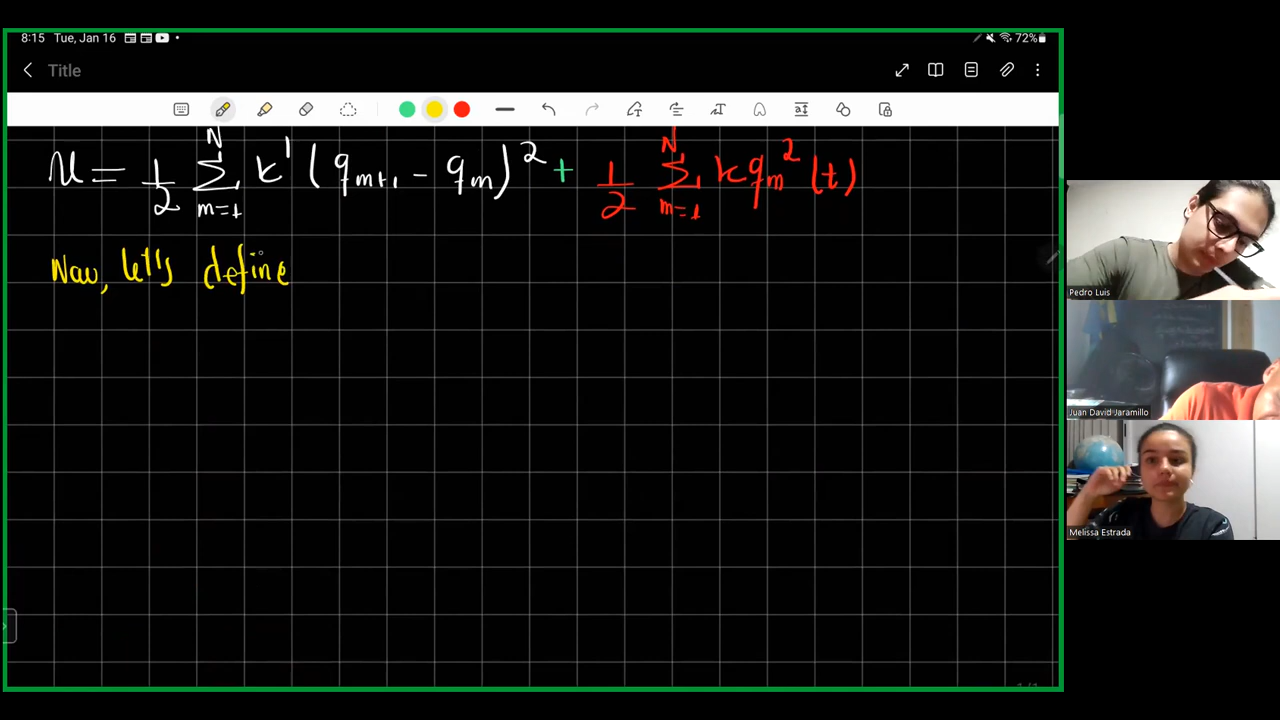 8:15 Tue, Jan 16 72%
Title
U = 1/2 Σ_{m=1}^{N} k' (q_{m+1} - q_m)^2 + 1/2 Σ_{m=1}^{N} k q_m^2 (t)
Now, let's define
Pedro Luis
Juan David Jaramillo
Melissa Estrada